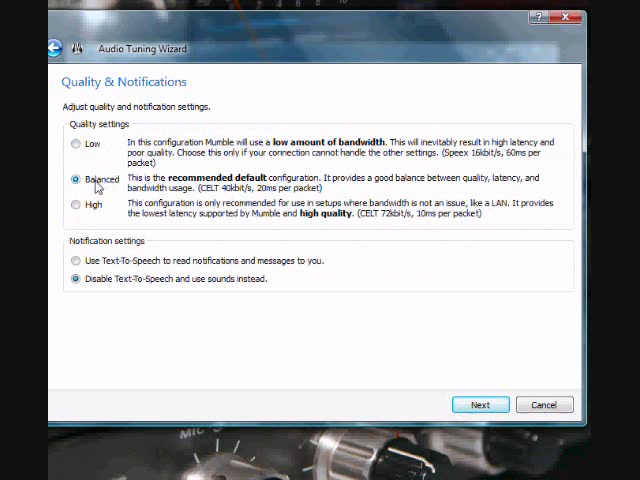 ?
X
Audio Tuning Wizard
Quality & Notifications
Adjust quality and notification settings.
Quality settings
Low
In this configuration Mumble will use a low amount of bandwidth. This will inevitably result in high latency and
poor quality. Choose this only if your connection cannot handle the other settings. (Speex 16kbit/s, 60ms per
packet)
Balanced
This is the recommended default configuration. It provides a good balance between quality, latency, and
bandwidth usage. (CELT 40kbit/s, 20ms per packet)
High
This configuration is only recommended for use in setups where bandwidth is not an issue, like a LAN. It provides
the lowest latency supported by Mumble and high quality. (CELT 72kbit/s, 10ms per packet)
Notification settings
Use Text-To-Speech to read notifications and messages to you.
Disable Text-To-Speech and use sounds instead.
Next
Cancel
MIC